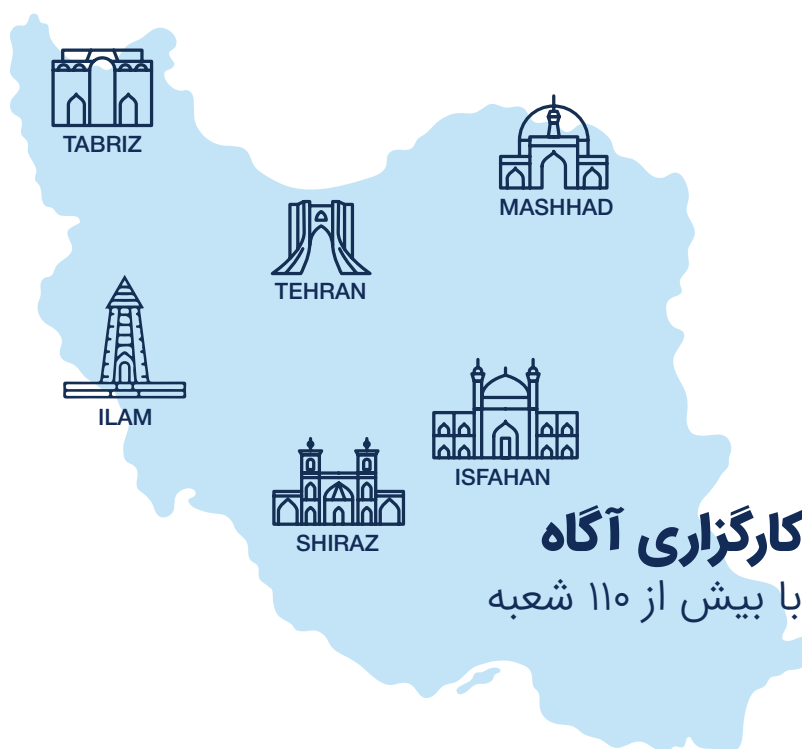 TABRIZ
MASHHAD
TEHRAN
ILAM
ISFAHAN
SHIRAZ
کارگزاری آگاه
با بیش از ۱۱۰ شعبه